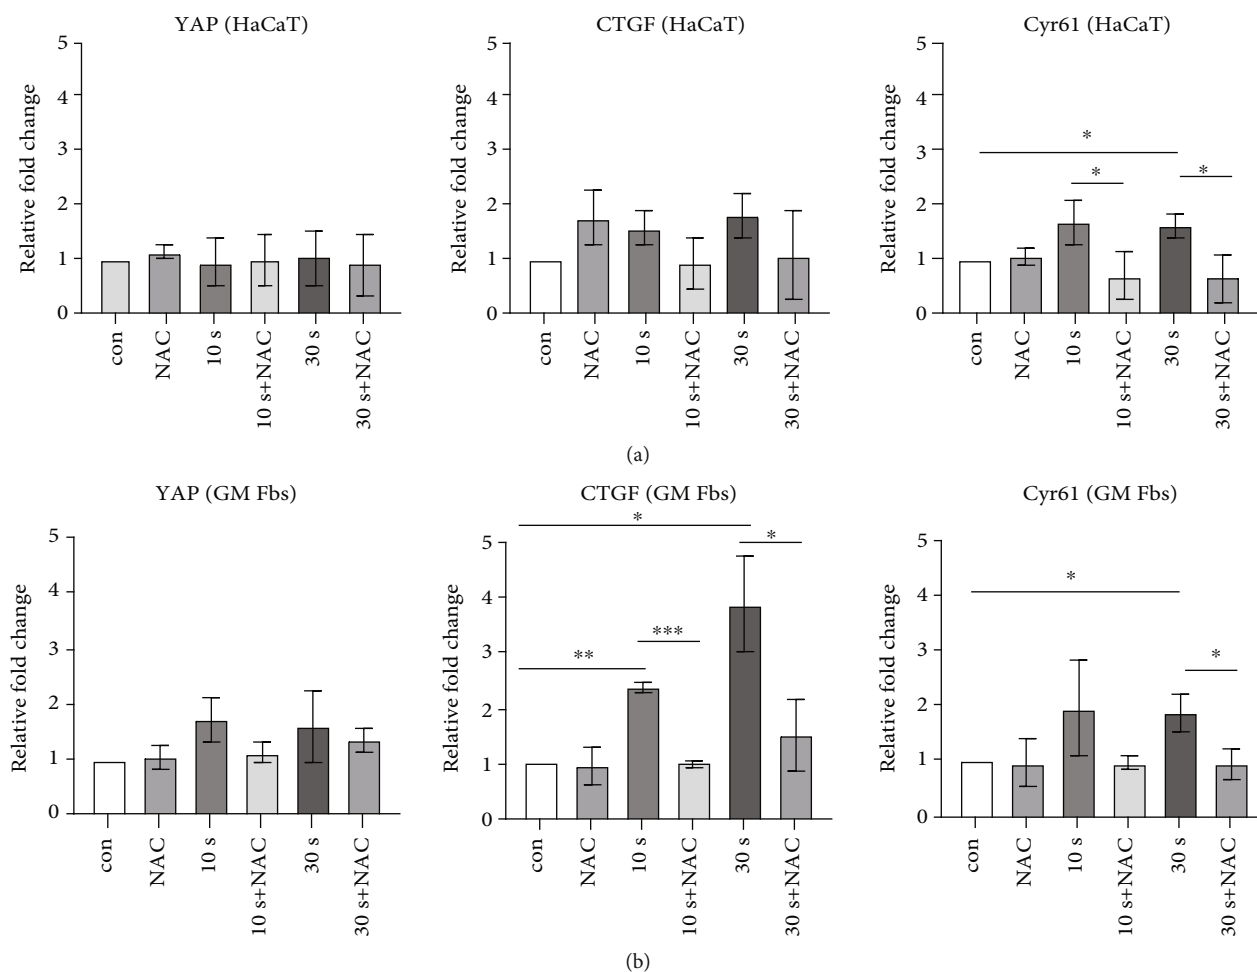 YAP (HaCaT)
Relative fold change
5
4
3
2
1
0
con
NAC
10 s
10 s+NAC
30 s
30 s+NAC
CTGF (HaCaT)
Relative fold change
5
4
3
2
1
0
con
NAC
10 s
10 s+NAC
30 s
30 s+NAC
Cyr61 (HaCaT)
Relative fold change
5
4
3
2
1
0
*
*
*
con
NAC
10 s
10 s+NAC
30 s
30 s+NAC
(a)
YAP (GM Fbs)
Relative fold change
5
4
3
2
1
0
con
NAC
10 s
10 s+NAC
30 s
30 s+NAC
CTGF (GM Fbs)
Relative fold change
5
4
3
2
1
0
*
*
***
**
con
NAC
10 s
10 s+NAC
30 s
30 s+NAC
Cyr61 (GM Fbs)
Relative fold change
5
4
3
2
1
0
*
*
con
NAC
10 s
10 s+NAC
30 s
30 s+NAC
(b)